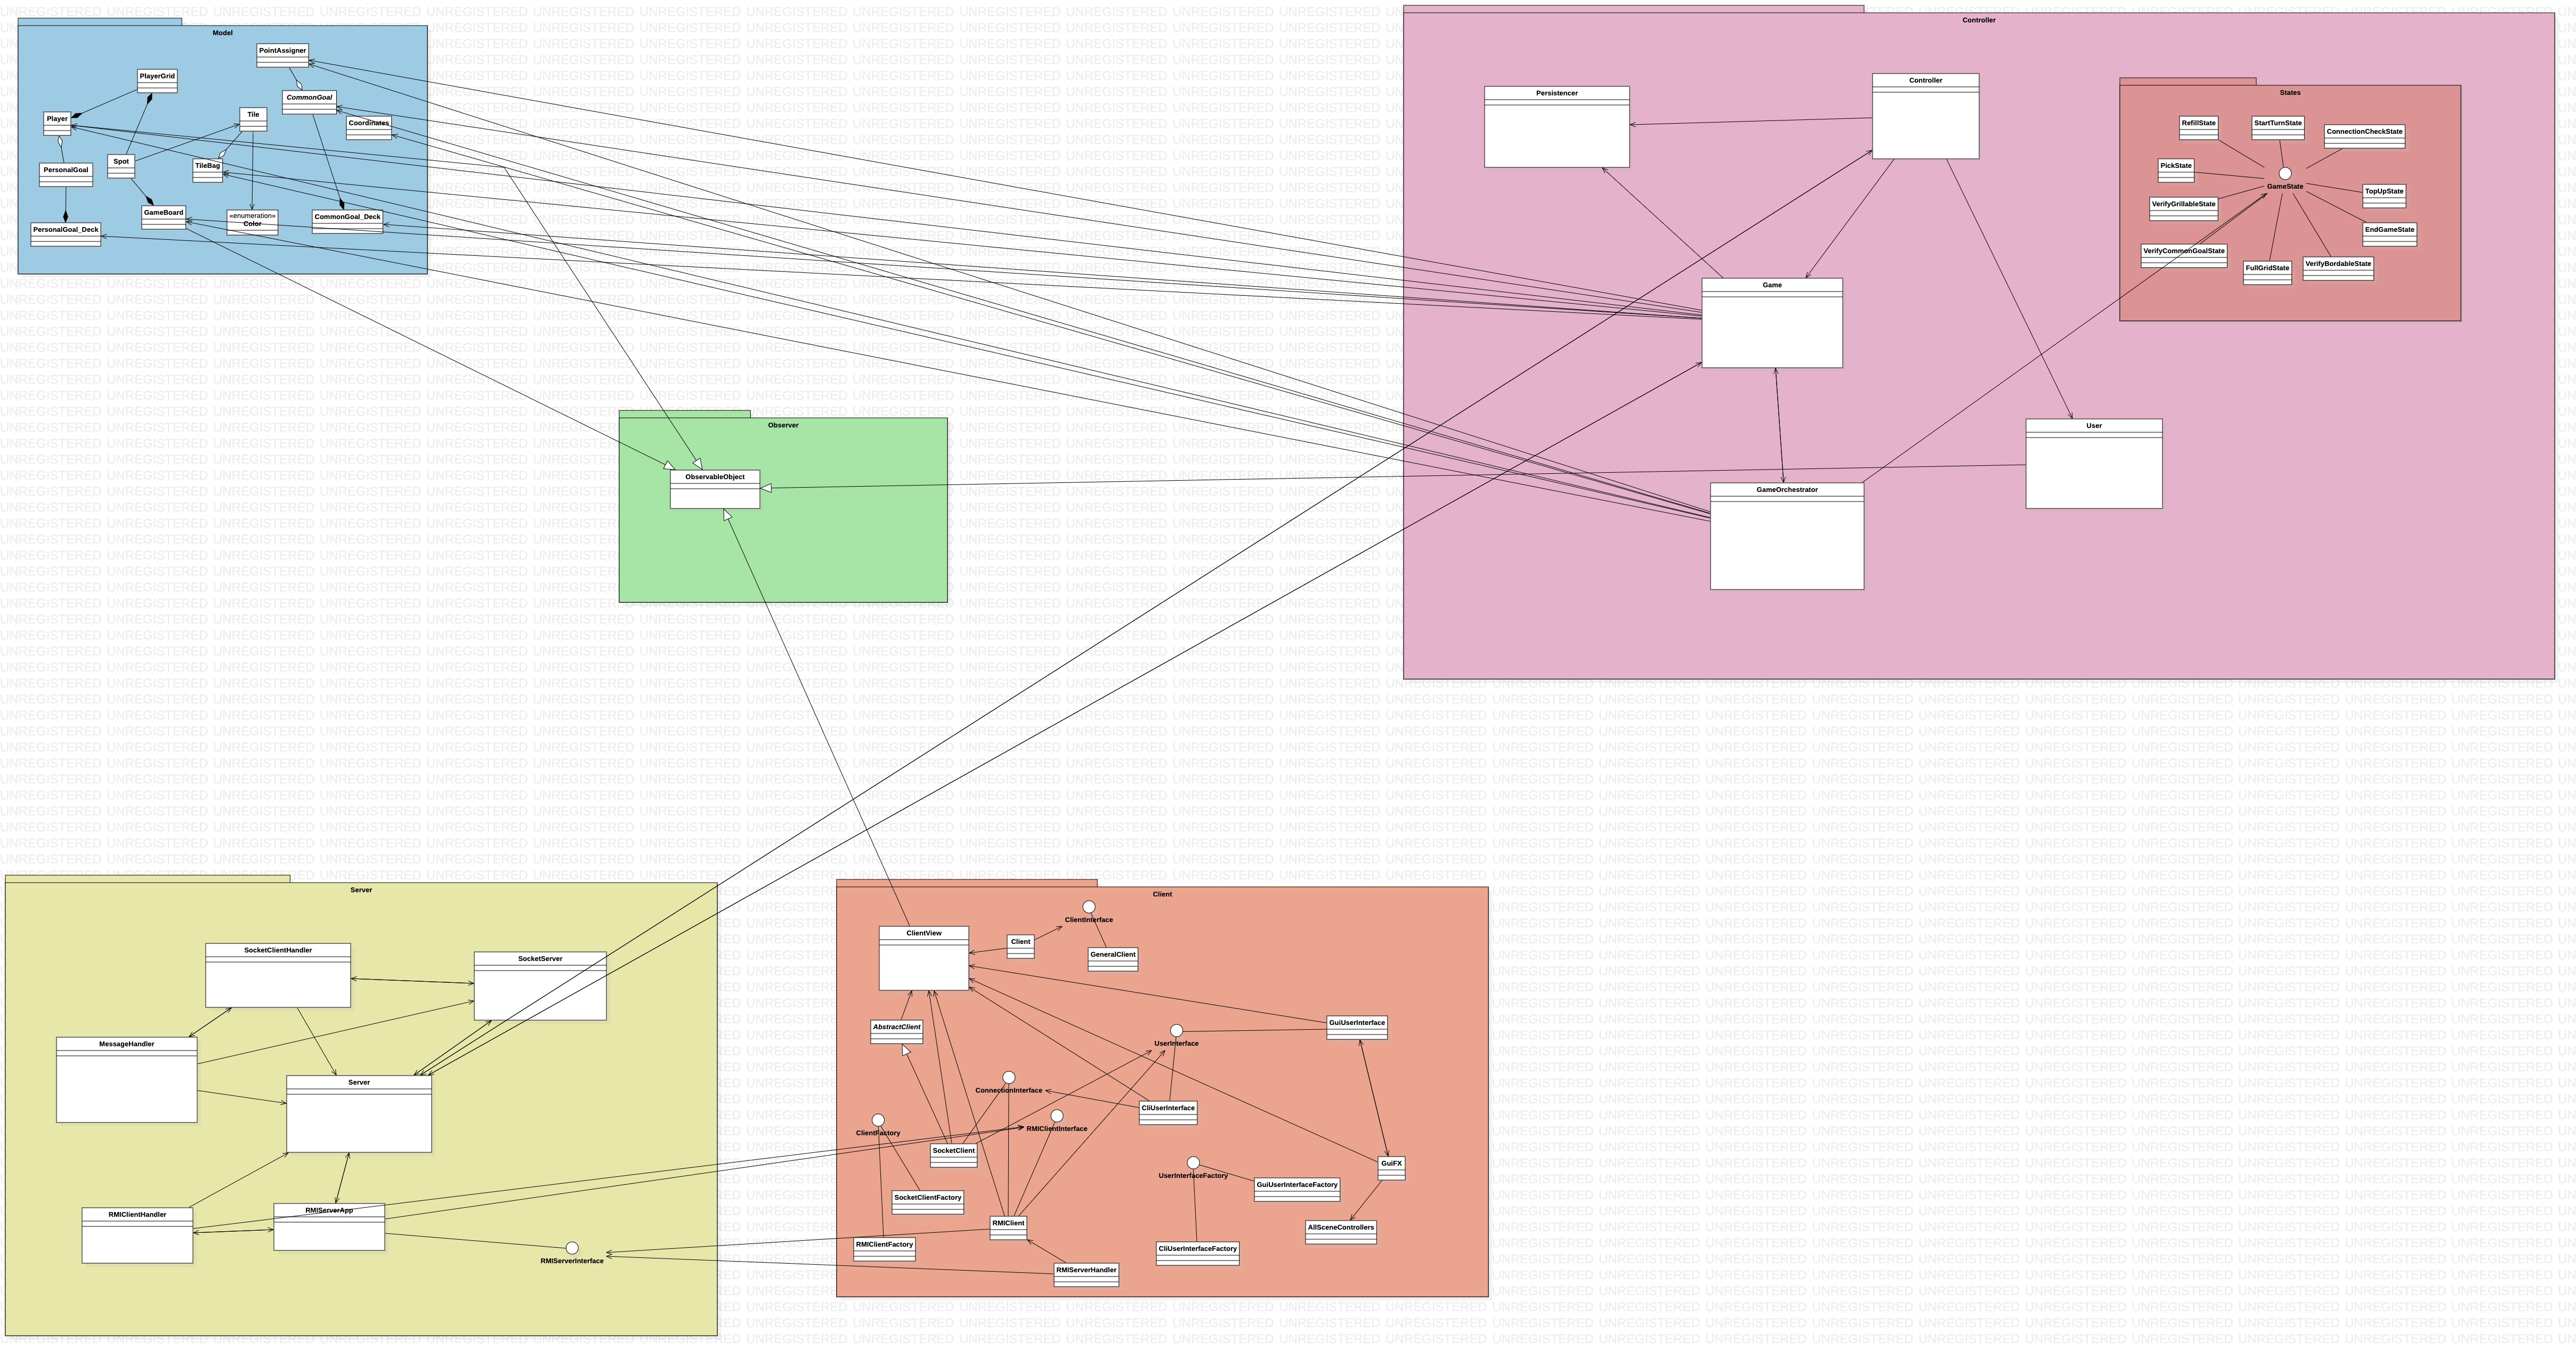 Model
PointAssigner
PlayerGrid
CommonGoal
Player
Tile
Coordinates
Spot
TileBag
PersonalGoal
GameBoard
«enumeration»
Color
CommonGoal_Deck
PersonalGoal_Deck
Controller
Persistencer
Controller
States
RefillState
StartTurnState
ConnectionCheckState
PickState
GameState
TopUpState
VerifyGrillableState
EndGameState
VerifyCommonGoalState
FullGridState
VerifyBordableState
Game
User
GameOrchestrator
Observer
ObservableObject
Server
SocketClientHandler
SocketServer
MessageHandler
Server
RMIClientHandler
RMIServerApp
RMIServerInterface
Client
ClientInterface
ClientView
Client
GeneralClient
AbstractClient
GuiUserInterface
UserInterface
ConnectionInterface
CliUserInterface
ClientFactory
RMIClientInterface
SocketClient
GuiFX
UserInterfaceFactory
GuiUserInterfaceFactory
SocketClientFactory
RMIClient
AllSceneControllers
RMIClientFactory
CliUserInterfaceFactory
RMIServerHandler
UNREGISTERED